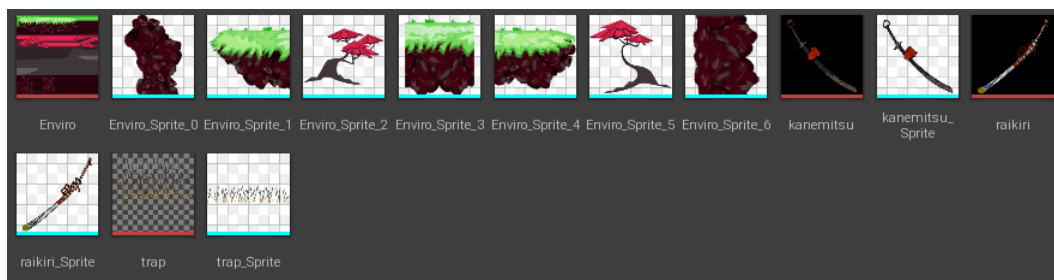 Enviro
Enviro_Sprite_0
Enviro_Sprite_1
Enviro_Sprite_2
Enviro_Sprite_3
Enviro_Sprite_4
Enviro_Sprite_5
Enviro_Sprite_6
kanemitsu
kanemitsu_
Sprite
raikiri
raikiri_Sprite
trap
trap_Sprite